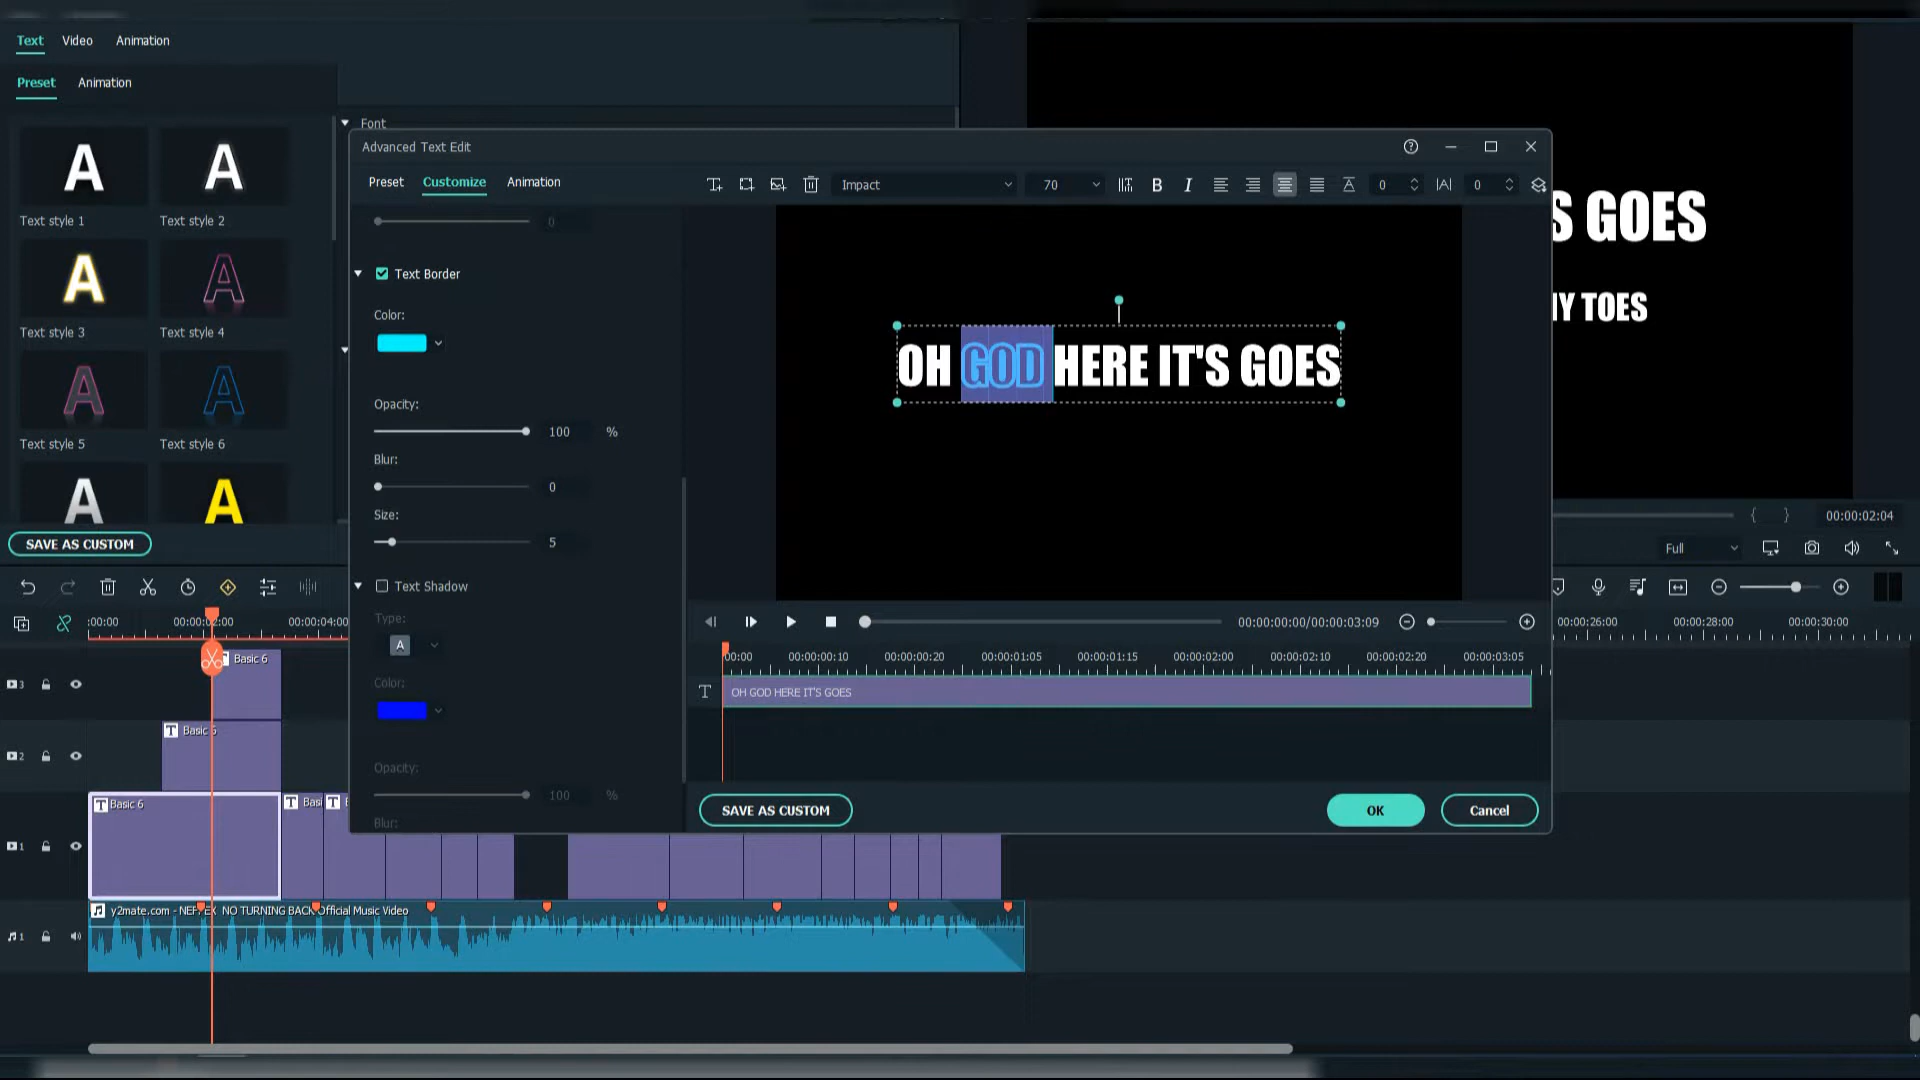 Text Video Animation
Preset Animation
Font
Text style 1
Text style 2
Text style 3
Text style 4
Text style 5
Text style 6
SAVE AS CUSTOM
Advanced Text Edit
Preset Customize Animation
Impact
70
B
I
0
0
0
Text Border
Color:
Opacity:
100 %
Blur:
0
Size:
5
Text Shadow
Type:
A
Color:
Opacity:
100 %
Blur:
OH GOD HERE IT'S GOES
S GOES
MY TOES
00:00:02:04
Full
00:00:00:00/00:00:03:09
00:00 00:00:00:10 00:00:00:20 00:00:01:05 00:00:01:15 00:00:02:00 00:00:02:10 00:00:02:20 00:00:03:05
T OH GOD HERE IT'S GOES
SAVE AS CUSTOM
OK
Cancel
:00:00 00:00:02:00 00:00:04:00
00:00:26:00 00:00:28:00 00:00:30:00
3 Basic 6
2 Basic 6
1 Basic 6
Basi
1 y2mate.com - NEFFEX NO TURNING BACK Official Music Video